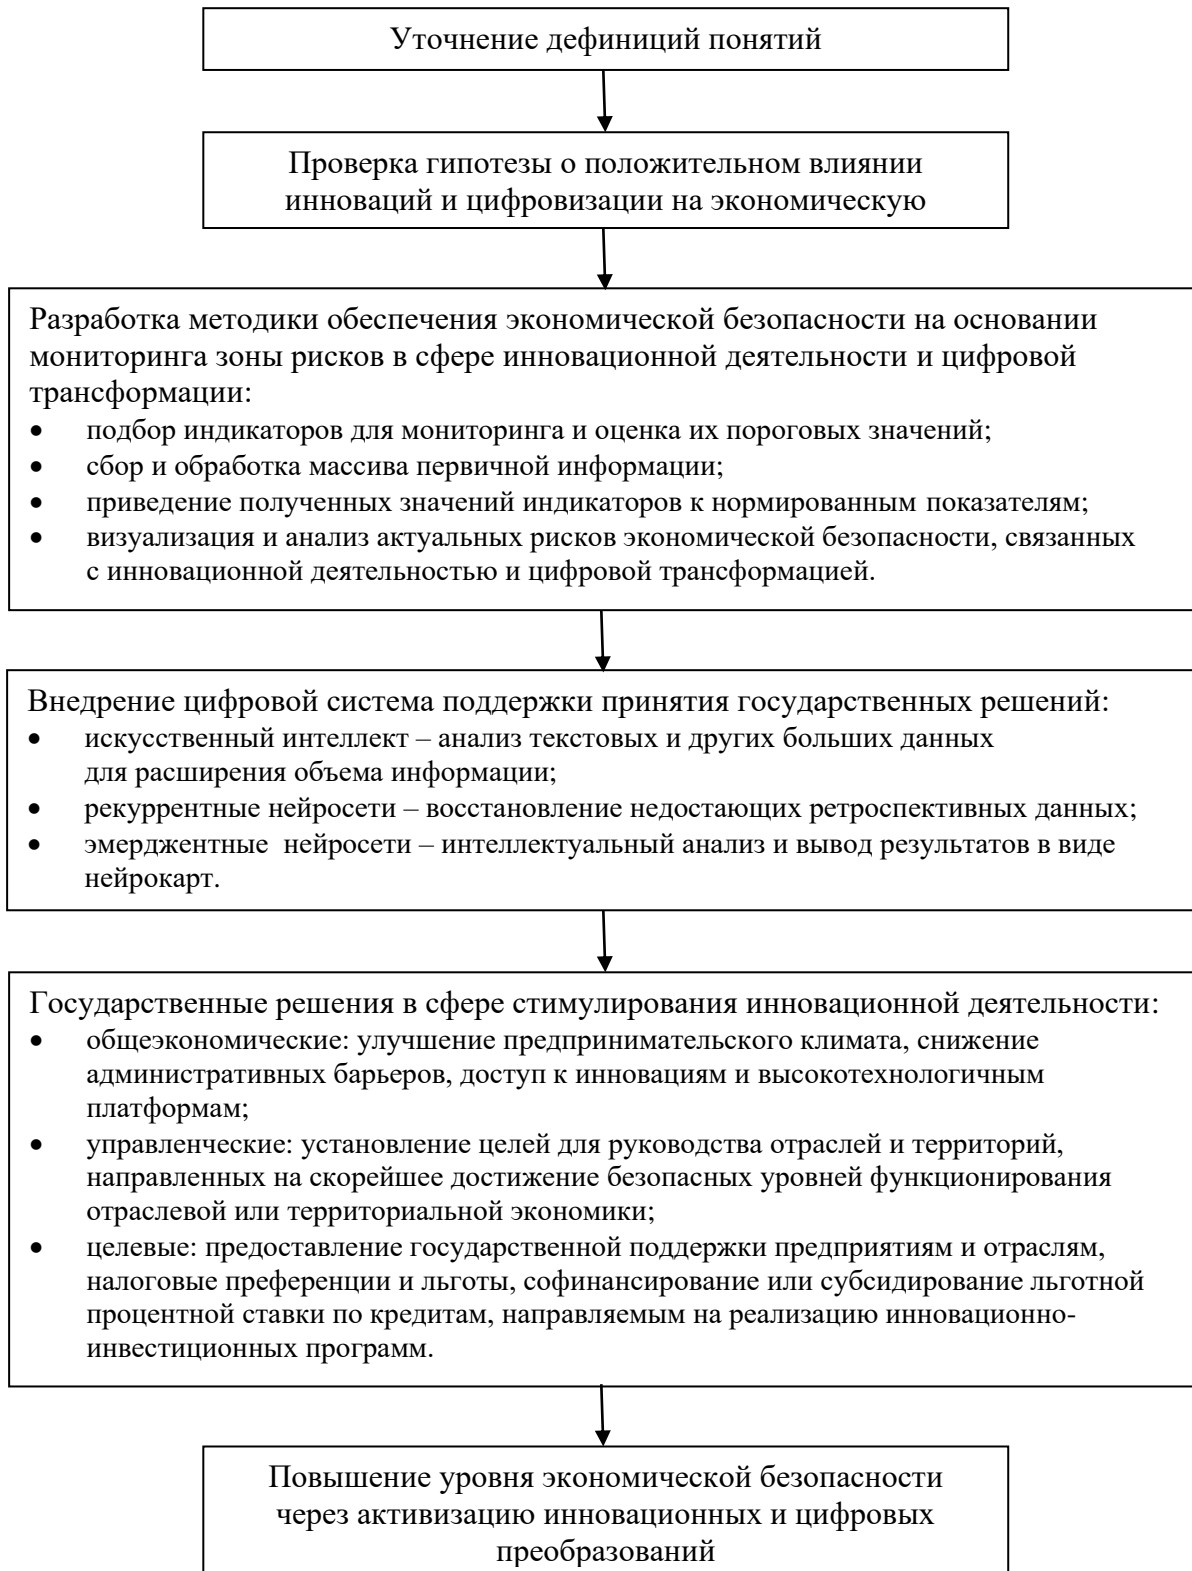 Уточнение дефиниций понятий
Проверка гипотезы о положительном влиянии
инноваций и цифровизации на экономическую
Разработка методики обеспечения экономической безопасности на основании
мониторинга зоны рисков в сфере инновационной деятельности и цифровой
трансформации:
• подбор индикаторов для мониторинга и оценка их пороговых значений;
• сбор и обработка массива первичной информации;
• приведение полученных значений индикаторов к нормированным показателям;
• визуализация и анализ актуальных рисков экономической безопасности, связанных
с инновационной деятельностью и цифровой трансформацией.
Внедрение цифровой система поддержки принятия государственных решений:
• искусственный интеллект – анализ текстовых и других больших данных
для расширения объема информации;
• рекуррентные нейросети – восстановление недостающих ретроспективных данных;
• эмерджентные нейросети – интеллектуальный анализ и вывод результатов в виде
нейрокарт.
Государственные решения в сфере стимулирования инновационной деятельности:
• общеэкономические: улучшение предпринимательского климата, снижение
административных барьеров, доступ к инновациям и высокотехнологичным
платформам;
• управленческие: установление целей для руководства отраслей и территорий,
направленных на скорейшее достижение безопасных уровней функционирования
отраслевой или территориальной экономики;
• целевые: предоставление государственной поддержки предприятиям и отраслям,
налоговые преференции и льготы, софинансирование или субсидирование льготной
процентной ставки по кредитам, направляемым на реализацию инновационно-
инвестиционных программ.
Повышение уровня экономической безопасности
через активизацию инновационных и цифровых
преобразований